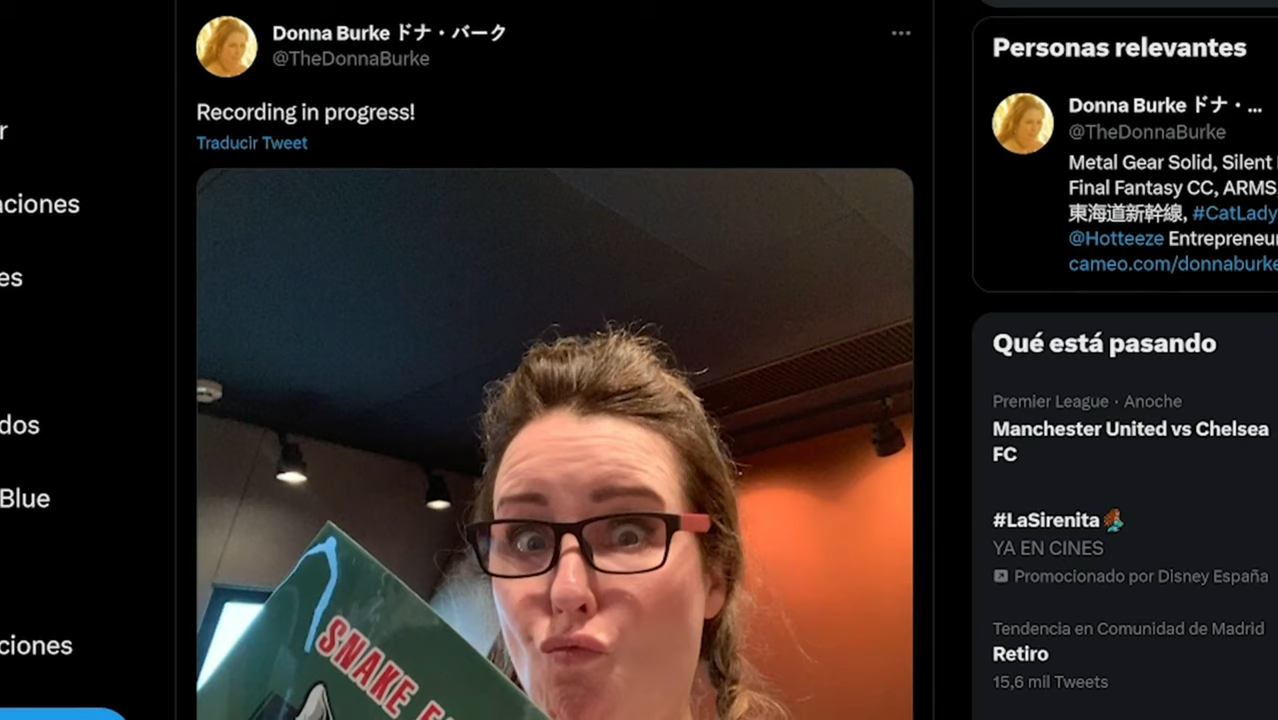 Donna Burke ドナ・バーク
@TheDonnaBurke
Recording in progress!
Traducir Tweet
SNAKE
r
aciones
es
dos
Blue
ciones
Personas relevantes
Donna Burke ドナ・...
@TheDonnaBurke
Metal Gear Solid, Silent
Final Fantasy CC, ARMS,
東海道新幹線, #CatLady
@Hotteeze Entrepreneur
cameo.com/donnaburke
Qué está pasando
Premier League · Anoche
Manchester United vs Chelsea
FC
#LaSirenita
YA EN CINES
Promocionado por Disney España
Tendencia en Comunidad de Madrid
Retiro
15,6 mil Tweets